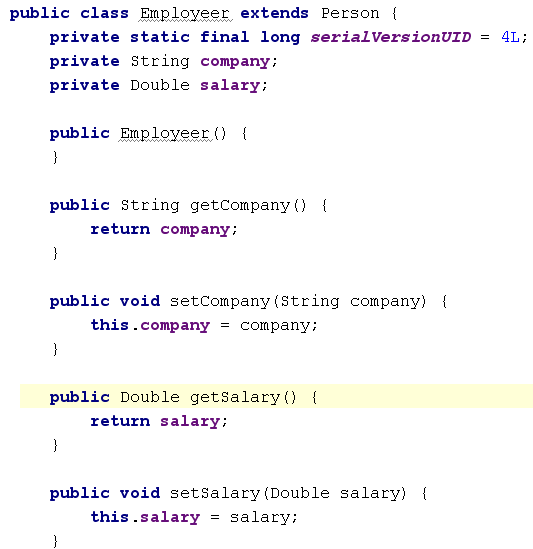 public class Employeer extends Person {
    private static final long serialVersionUID = 4L;
    private String company;
    private Double salary;

    public Employeer() {
    }

    public String getCompany() {
        return company;
    }

    public void setCompany(String company) {
        this.company = company;
    }

    public Double getSalary() {
        return salary;
    }

    public void setSalary(Double salary) {
        this.salary = salary;
    }